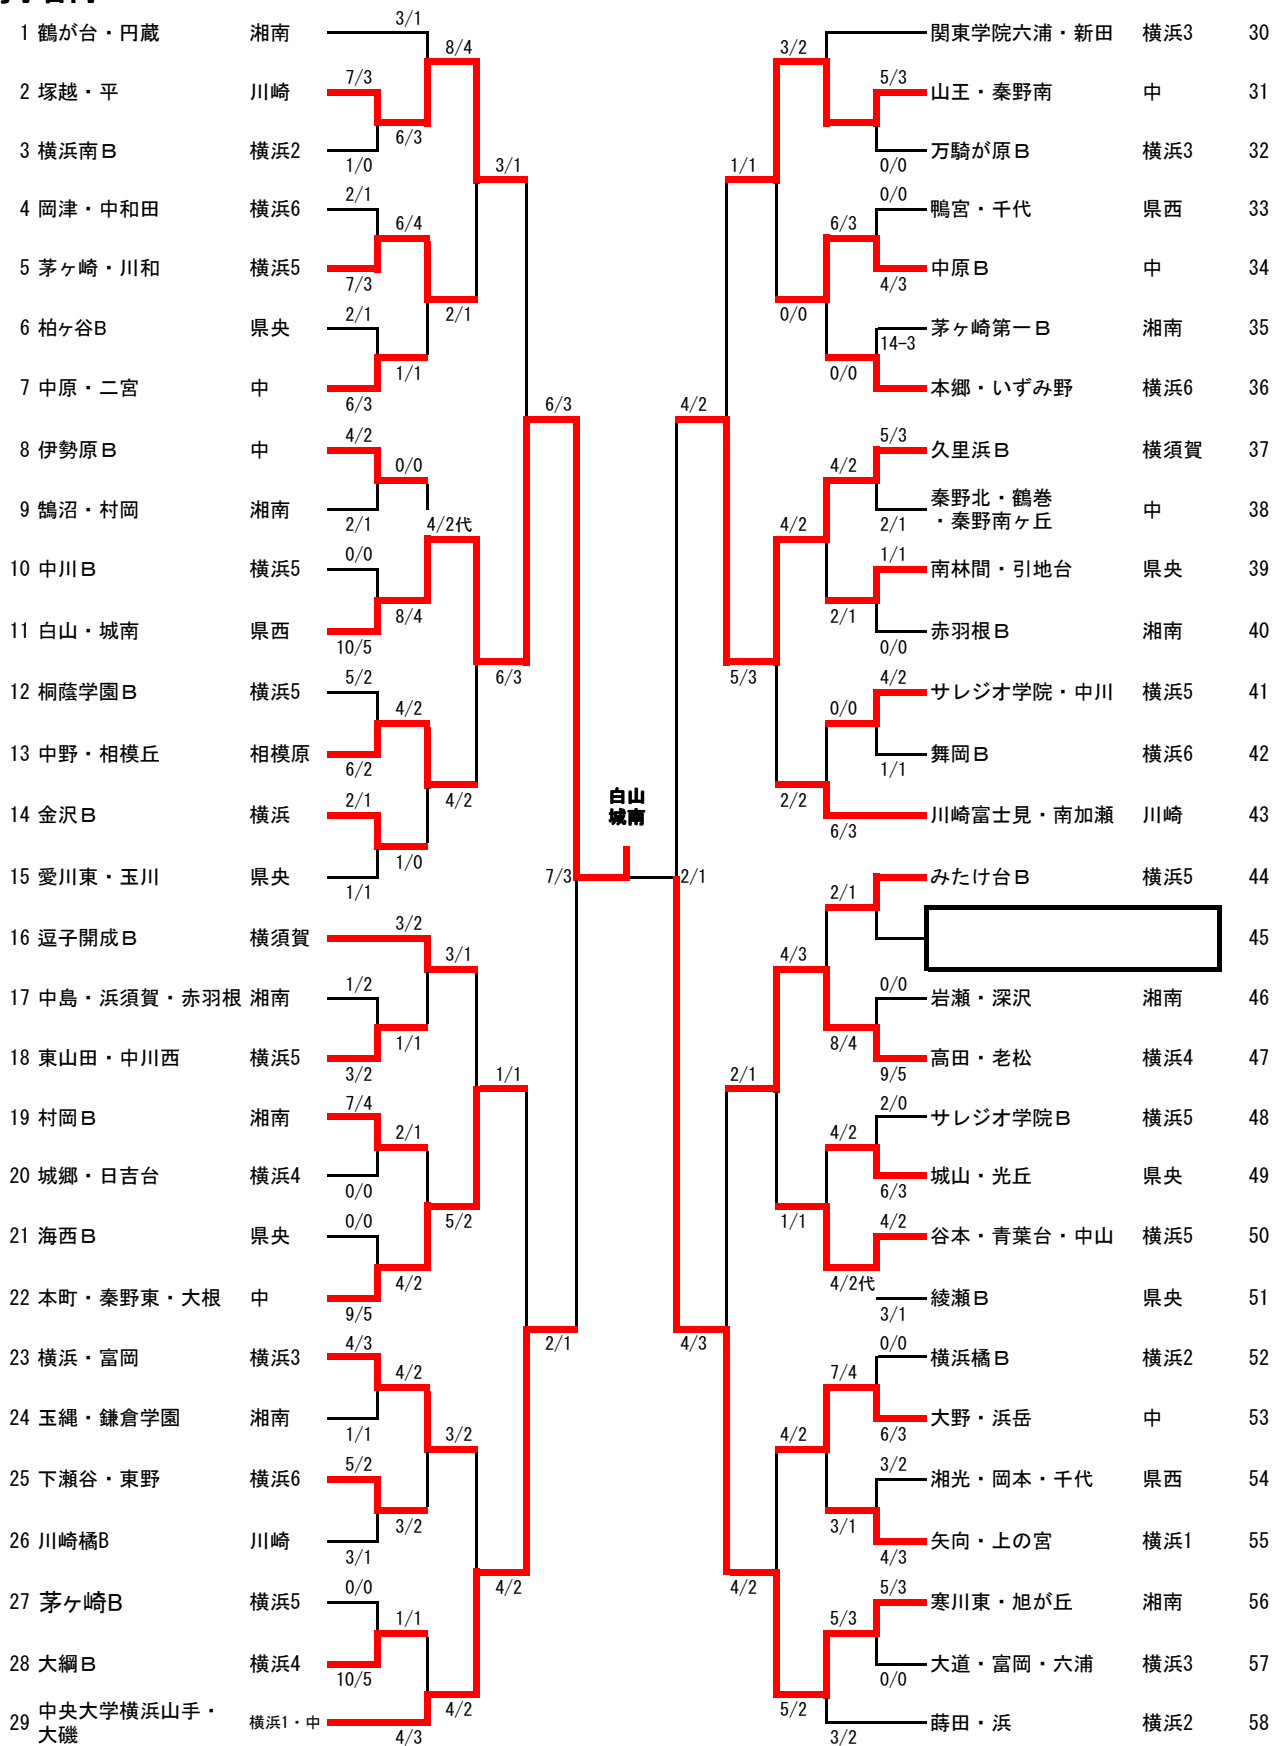 3/1
1 鶴が台・円蔵 湘南
8/4
7/3
2 塚越・平 川崎
6/3
3 横浜南B 横浜2
1/0
3/1
2/1
4 岡津・中和田 横浜6
6/4
5 茅ヶ崎・川和 横浜5
7/3
2/1
2/1
6 柏ヶ谷B 県央
1/1
7 中原・二宮 中
6/3
6/3
4/2
8 伊勢原B 中
0/0
9 鵠沼・村岡 湘南
2/1
4/2代
0/0
10 中川B 横浜5
8/4
11 白山・城南 県西
10/5
6/3
5/2
12 桐蔭学園B 横浜5
4/2
13 中野・相模丘 相模原
6/2
4/2
2/1
14 金沢B 横浜
1/0
15 愛川東・玉川 県央
1/1
7/3
3/2
16 逗子開成B 横須賀
3/1
1/2
17 中島・浜須賀・赤羽根 湘南
1/1
18 東山田・中川西 横浜5
3/2
1/1
7/4
19 村岡B 湘南
2/1
20 城郷・日吉台 横浜4
0/0
5/2
0/0
21 海西B 県央
4/2
22 本町・秦野東・大根 中
9/5
2/1
4/3
23 横浜・富岡 横浜3
4/2
24 玉縄・鎌倉学園 湘南
1/1
3/2
5/2
25 下瀬谷・東野 横浜6
3/2
26 川崎橘B 川崎
3/1
4/2
0/0
27 茅ヶ崎B 横浜5
1/1
28 大綱B 横浜4
10/5
4/2
29 中央大学横浜山手・
大磯 横浜1・中
4/3
白山
城南
関東学院六浦・新田 横浜3 30
3/2
5/3
山王・秦野南 中 31
万騎が原B 横浜3 32
0/0
1/1
0/0
鴨宮・千代 県西 33
6/3
中原B 中 34
4/3
0/0
茅ヶ崎第一B 湘南 35
14-3
0/0
本郷・いずみ野 横浜6 36
4/2
5/3
久里浜B 横須賀 37
4/2
秦野北・鶴巻
・秦野南ヶ丘 中 38
2/1
4/2
1/1
南林間・引地台 県央 39
2/1
赤羽根B 湘南 40
0/0
5/3
4/2
サレジオ学院・中川 横浜5 41
0/0
舞岡B 横浜6 42
1/1
2/2
川崎富士見・南加瀬 川崎 43
6/3
2/1
みたけ台B 横浜5 44
2/1
45
4/3
0/0
岩瀬・深沢 湘南 46
8/4
高田・老松 横浜4 47
9/5
2/1
2/0
サレジオ学院B 横浜5 48
4/2
城山・光丘 県央 49
6/3
1/1
4/2
谷本・青葉台・中山 横浜5 50
4/2代
綾瀬B 県央 51
3/1
4/3
0/0
横浜橘B 横浜2 52
7/4
大野・浜岳 中 53
6/3
4/2
3/2
湘光・岡本・千代 県西 54
3/1
矢向・上の宮 横浜1 55
4/3
4/2
5/3
寒川東・旭が丘 湘南 56
5/3
大道・富岡・六浦 横浜3 57
0/0
5/2
蒔田・浜 横浜2 58
3/2